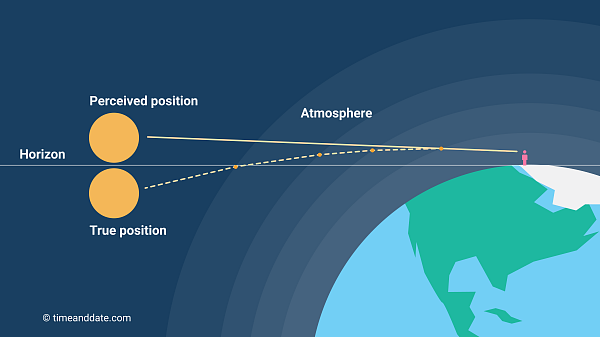 Perceived position
Atmosphere
Horizon
True position
© timeanddate.com